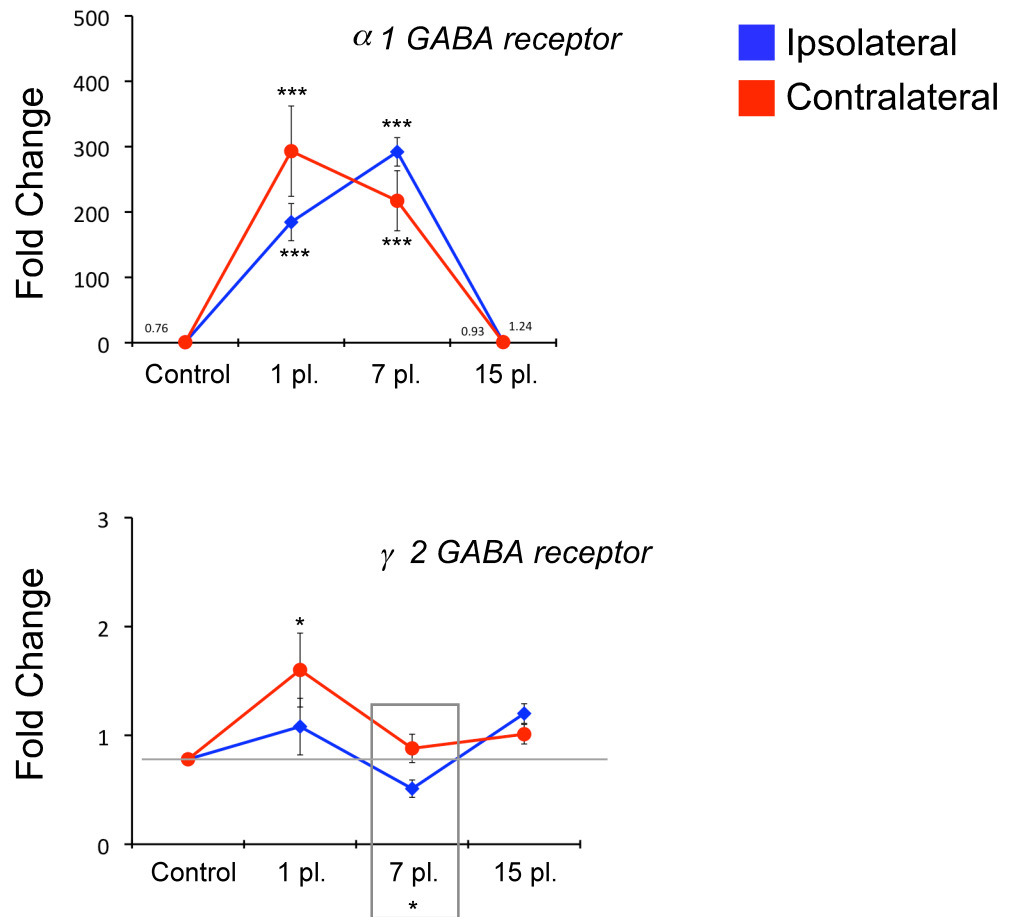 α 1 GABA receptor
Ipsolateral
Contralateral
Fold Change
500
400
300
200
100
0
***
***
***
***
0.76
0.93
1.24
Control 1 pl. 7 pl. 15 pl.
γ 2 GABA receptor
Fold Change
3
2
1
0
*
Control 1 pl. 7 pl. 15 pl.
*